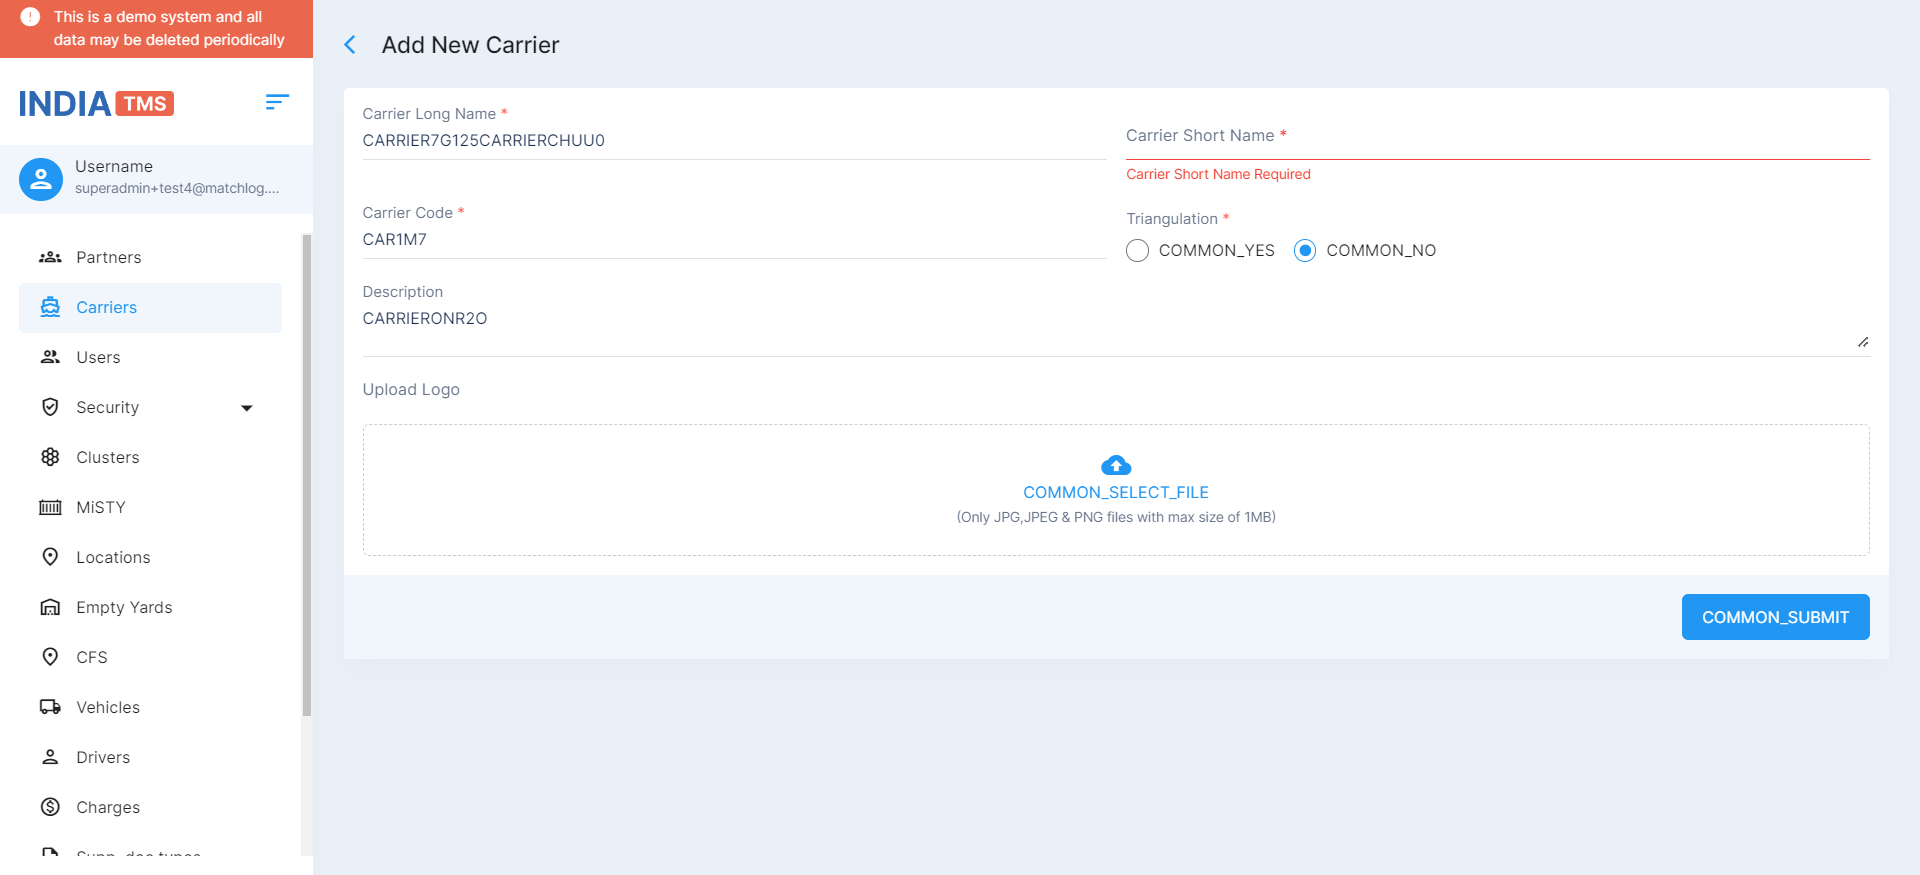 This is a demo system and all
data may be deleted periodically
INDIA TMS
Username
superadmin+test4@matchlog....
Partners
Carriers
Users
Security
Clusters
MiSTY
Locations
Empty Yards
CFS
Vehicles
Drivers
Charges
Supp. doc types
Add New Carrier
Carrier Long Name *
CARRIER7G125CARRIERCHUU0
Carrier Short Name *
Carrier Short Name Required
Carrier Code *
CAR1M7
Triangulation *
COMMON_YES COMMON_NO
Description
CARRIERONR2O
Upload Logo
COMMON_SELECT_FILE
(Only JPG,JPEG & PNG files with max size of 1MB)
COMMON_SUBMIT